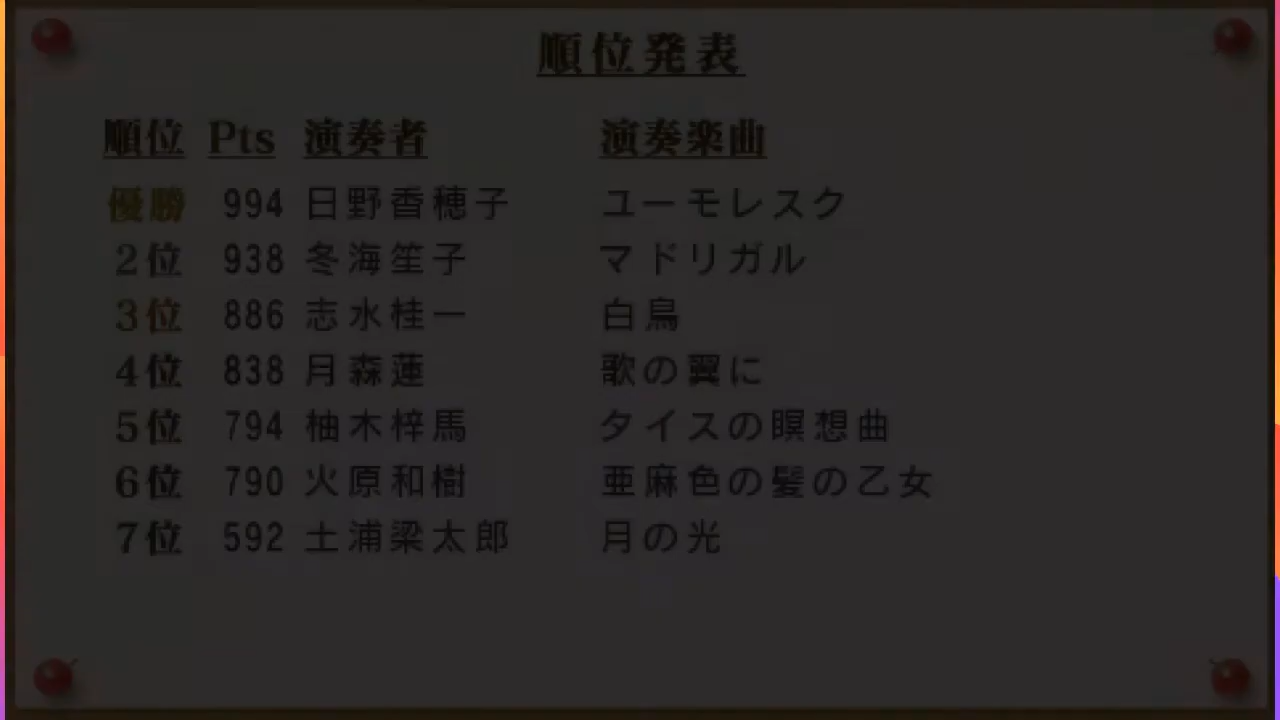 順位発表
順位 Pts 演奏者 演奏楽曲
優勝 994 日野香穂子 ユーモレスク
2位 938 冬海笙子 マドリガル
3位 886 志水桂一 白鳥
4位 838 月森蓮 歌の翼に
5位 794 柚木梓馬 タイスの瞑想曲
6位 790 火原和樹 亜麻色の髪の乙女
7位 592 土浦梁太郎 月の光